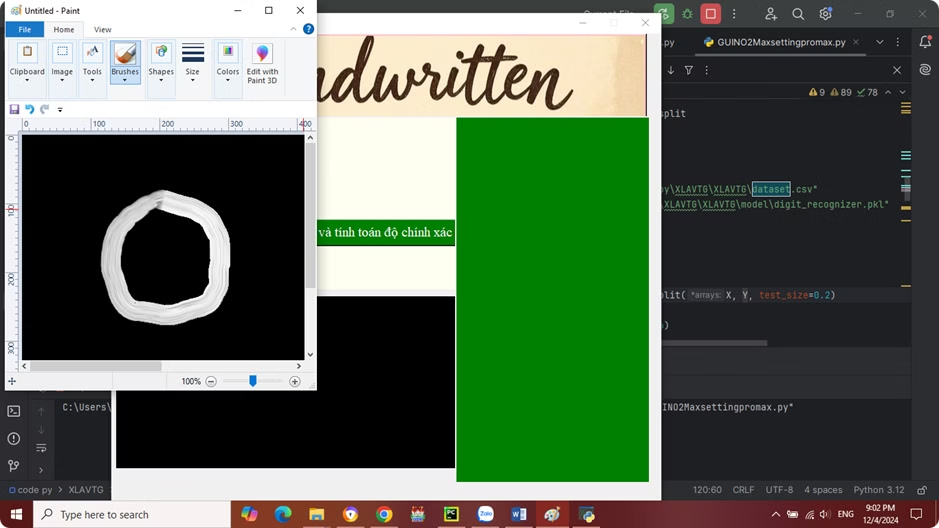 Untitled - Paint
File
Home
View
Clipboard
Image
Tools
Brushes
Shapes
Size
Colors
Edit with
Paint 3D
0
100
200
300
400
0
100
200
300
100%
ndwritten
và tính toán độ chính xác
.py
GUINO2Maxsettingpromax.py
9
89
78
split
py\XLAVTG\XLAVTG\dataset.csv"
\XLAVTG\XLAVTG\model\digit_recognizer.pkl"
plit( *arrays: X, Y, test_size=0.2)
)
C:\Users\
INO2Maxsettingpromax.py"
code py
XLAVTG
120:60
CRLF
UTF-8
4 spaces
Python 3.12
Type here to search
Zalo
ENG
9:02 PM
12/4/2024